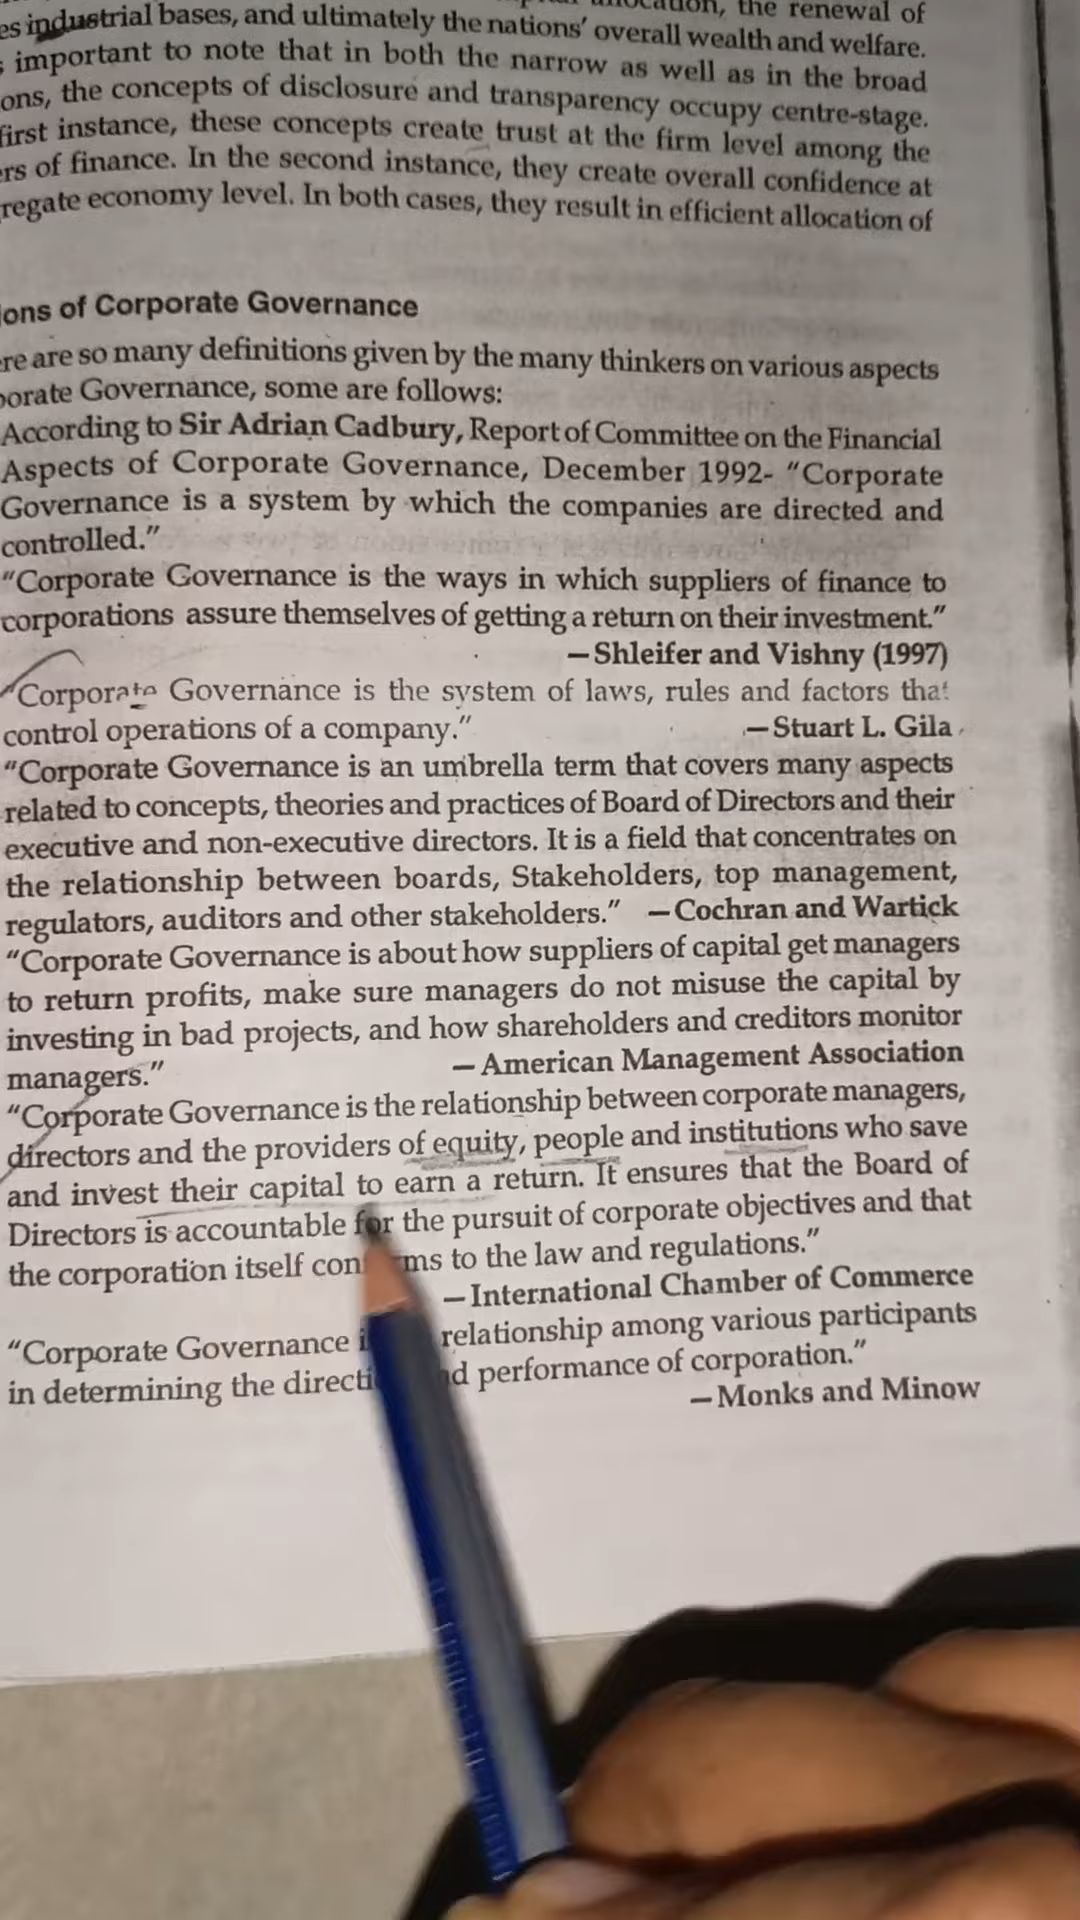 allocation, the renewal of
es industrial bases, and ultimately the nations' overall wealth and welfare.
important to note that in both the narrow as well as in the broad
ons, the concepts of disclosure and transparency occupy centre-stage.
first instance, these concepts create trust at the firm level among the
ers of finance. In the second instance, they create overall confidence at
regate economy level. In both cases, they result in efficient allocation of
ions of Corporate Governance
ere are so many definitions given by the many thinkers on various aspects
porate Governance, some are follows:
According to Sir Adrian Cadbury, Report of Committee on the Financial
Aspects of Corporate Governance, December 1992- "Corporate
Governance is a system by which the companies are directed and
controlled."
"Corporate Governance is the ways in which suppliers of finance to
corporations assure themselves of getting a return on their investment."
—Shleifer and Vishny (1997)
"Corporate Governance is the system of laws, rules and factors that
control operations of a company." —Stuart L. Gila
"Corporate Governance is an umbrella term that covers many aspects
related to concepts, theories and practices of Board of Directors and their
executive and non-executive directors. It is a field that concentrates on
the relationship between boards, Stakeholders, top management,
regulators, auditors and other stakeholders." —Cochran and Wartick
"Corporate Governance is about how suppliers of capital get managers
to return profits, make sure managers do not misuse the capital by
investing in bad projects, and how shareholders and creditors monitor
managers." —American Management Association
"Corporate Governance is the relationship between corporate managers,
directors and the providers of equity, people and institutions who save
and invest their capital to earn a return. It ensures that the Board of
Directors is accountable for the pursuit of corporate objectives and that
the corporation itself con ms to the law and regulations."
—International Chamber of Commerce
"Corporate Governance i relationship among various participants
in determining the directi d performance of corporation."
—Monks and Minow